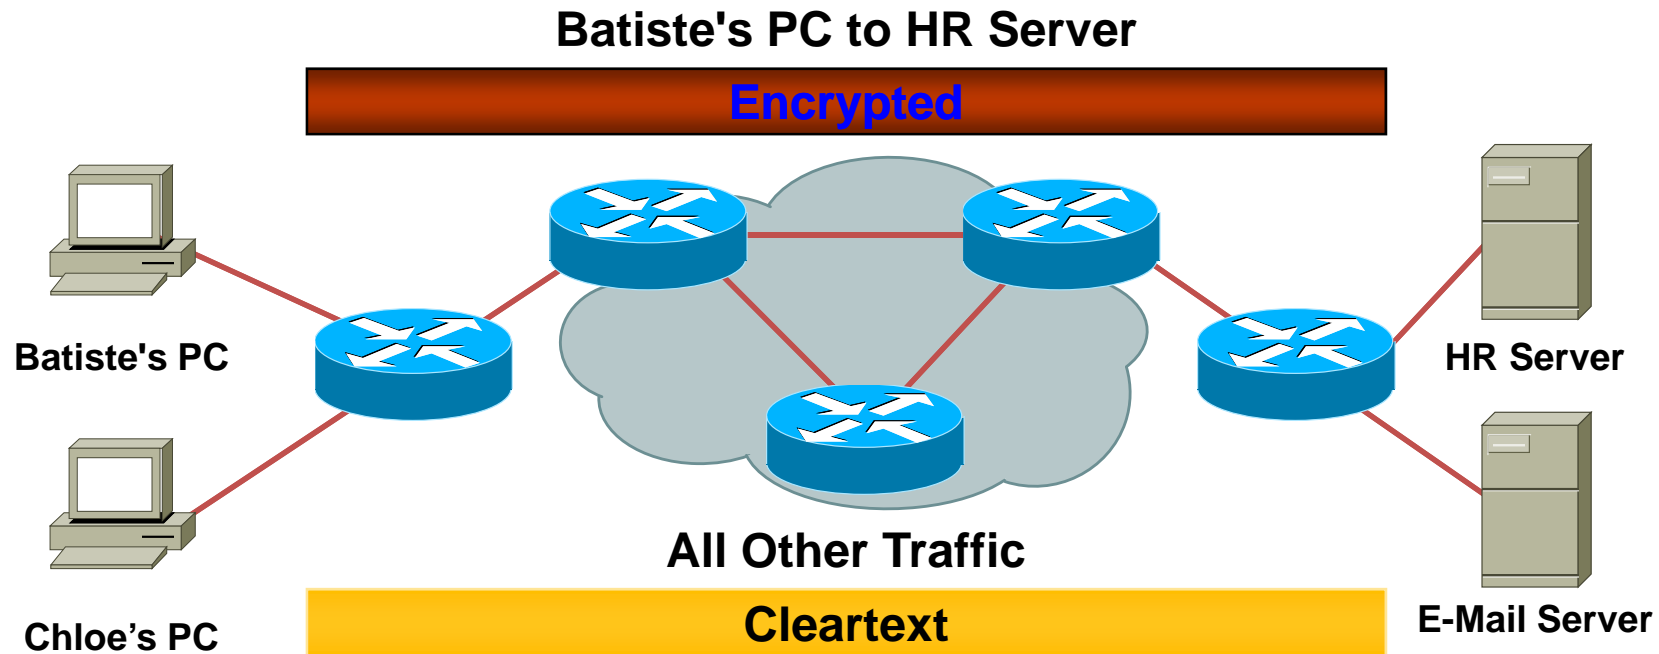 Batiste's PC to HR Server
Encrypted
Batiste's PC
HR Server
All Other Traffic
Cleartext
Chloe’s PC
E-Mail Server